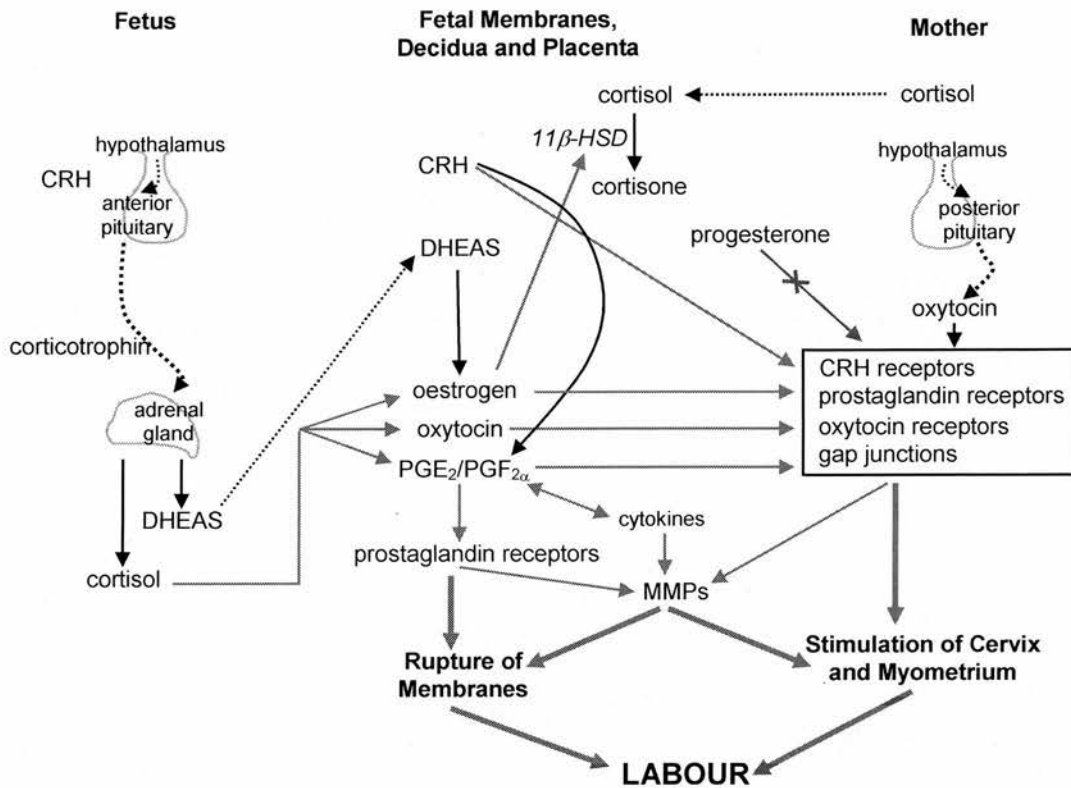 Fetus
Fetal Membranes,
Decidua and Placenta
Mother
cortisol
cortisol
11β-HSD
cortisone
hypothalamus
CRH
anterior
pituitary
CRH
hypothalamus
posterior
pituitary
progesterone
DHEAS
oxytocin
corticotrophin
adrenal
gland
oestrogen
oxytocin
PGE₂/PGF₂α
CRH receptors
prostaglandin receptors
oxytocin receptors
gap junctions
DHEAS
cortisol
cytokines
prostaglandin receptors
MMPs
Rupture of
Membranes
Stimulation of Cervix
and Myometrium
LABOUR